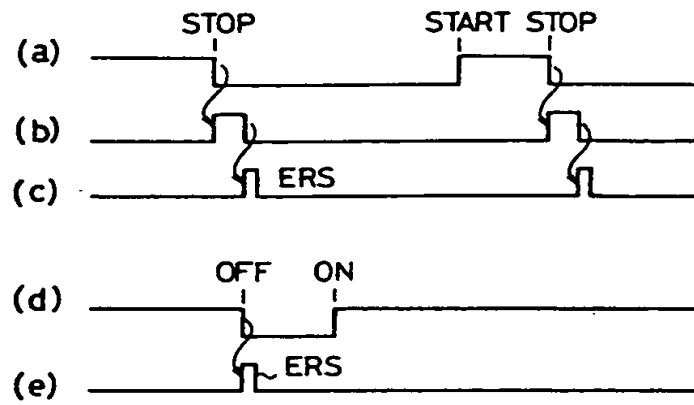 STOP START STOP
(a)
(b)
(c) ERS
OFF ON
(d)
ERS
(e)